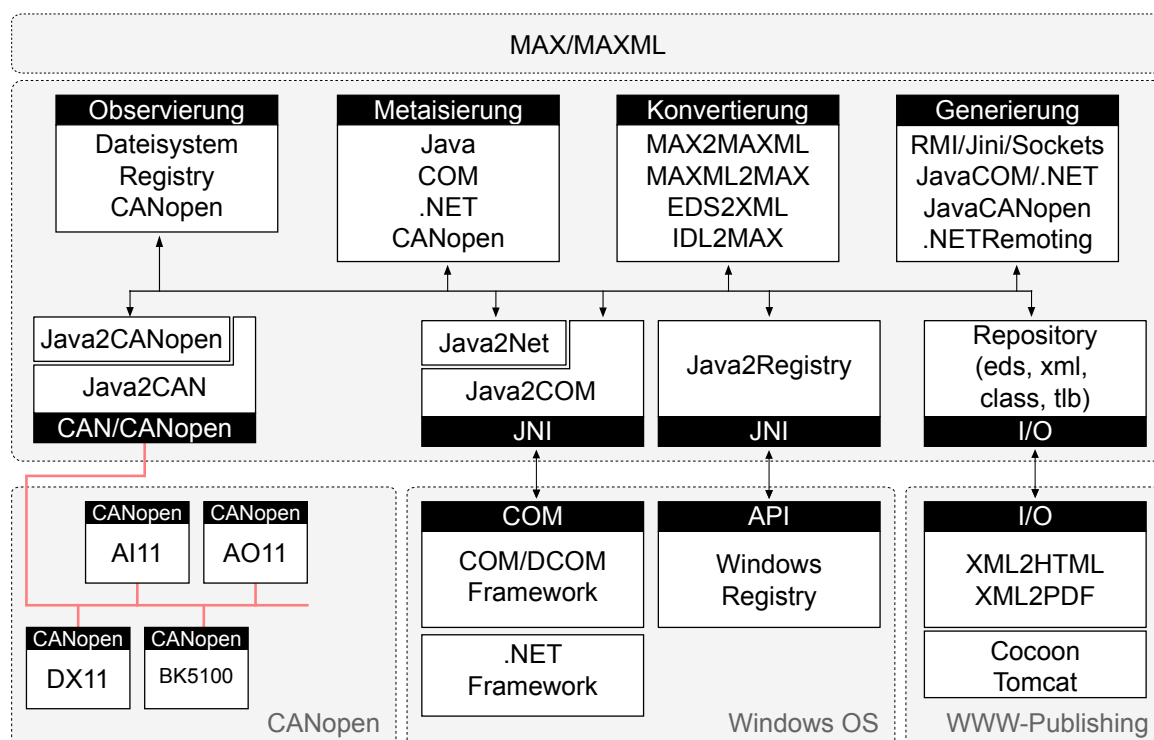 MAX/MAXML
Observierung
Dateisystem
Registry
CANopen
Metaisierung
Java
COM
.NET
CANopen
Konvertierung
MAX2MAXML
MAXML2MAX
EDS2XML
IDL2MAX
Generierung
RMI/Jini/Sockets
JavaCOM/.NET
JavaCANopen
.NETRemoting
Java2CANopen
Java2CAN
CAN/CANopen
Java2Net
Java2COM
JNI
Java2Registry
JNI
Repository
(eds, xml,
class, tlb)
I/O
CANopen
AI11
CANopen
AO11
CANopen
DX11
CANopen
BK5100
CANopen
COM
COM/DCOM
Framework
.NET
Framework
API
Windows
Registry
Windows OS
I/O
XML2HTML
XML2PDF
Cocoon
Tomcat
WWW-Publishing